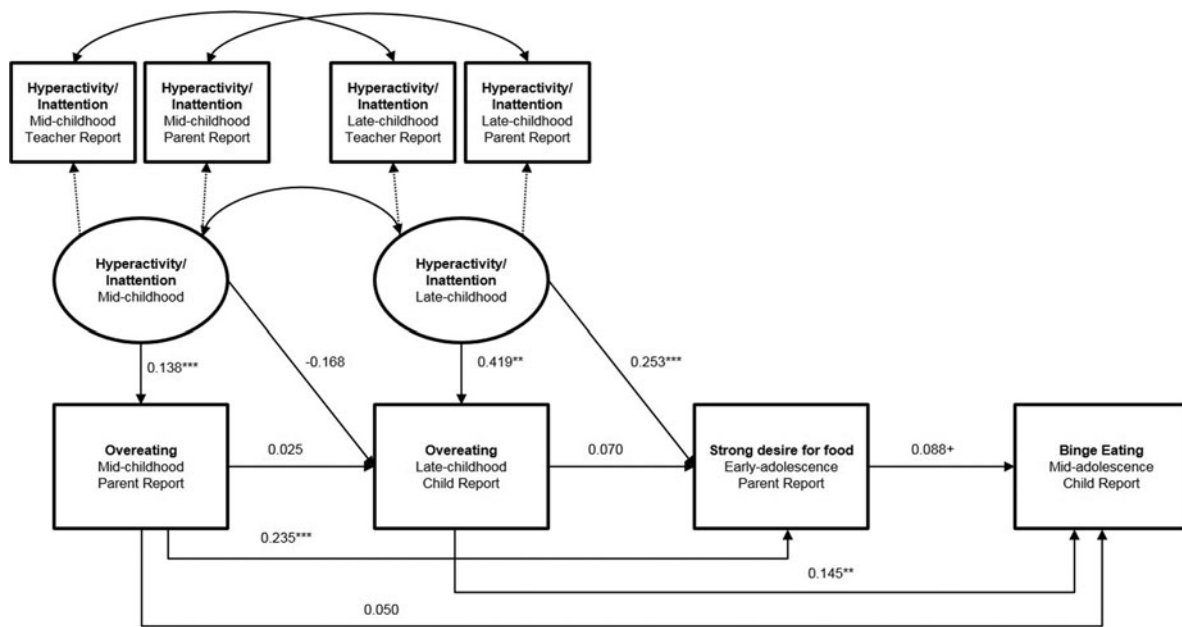 Hyperactivity/
Inattention
Mid-childhood
Teacher Report
Hyperactivity/
Inattention
Mid-childhood
Parent Report
Hyperactivity/
Inattention
Late-childhood
Teacher Report
Hyperactivity/
Inattention
Late-childhood
Parent Report
Hyperactivity/
Inattention
Mid-childhood
Hyperactivity/
Inattention
Late-childhood
0.138***
-0.168
0.419**
0.253***
Overeating
Mid-childhood
Parent Report
0.025
Overeating
Late-childhood
Child Report
0.070
Strong desire for food
Early-adolescence
Parent Report
0.088+
Binge Eating
Mid-adolescence
Child Report
0.235***
0.145**
0.050